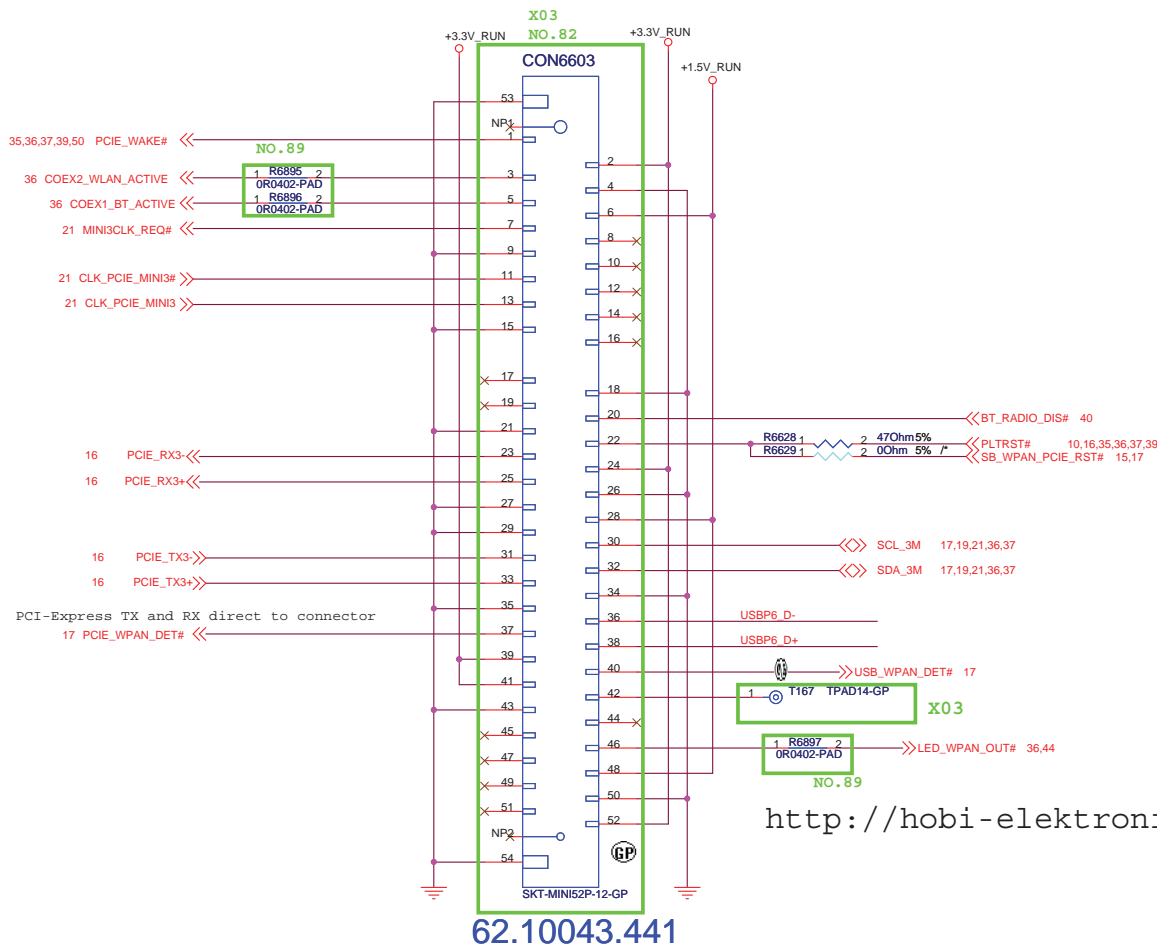 X03
NO.82
+3.3V_RUN
+3.3V_RUN
+1.5V_RUN
CON6603
53
NP1
35,36,37,39,50 PCIE_WAKE#
1
NO.89
2
1 R6895 2
36 COEX2_WLAN_ACTIVE
3
0R0402-PAD
4
1 R6896 2
36 COEX1_BT_ACTIVE
5
0R0402-PAD
6
21 MINI3CLK_REQ#
7
8
9
10
21 CLK_PCIE_MINI3#
11
12
21 CLK_PCIE_MINI3
13
14
15
16
17
18
19
20
BT_RADIO_DIS# 40
21
22
R6628 1 2 47Ohm 5%
PLTRST# 10,16,35,36,37,39
R6629 1 2 0Ohm 5% /*
SB_WPAN_PCIE_RST# 15,17
16 PCIE_RX3-
23
24
16 PCIE_RX3+
25
26
27
28
29
30
SCL_3M 17,19,21,36,37
16 PCIE_TX3-
31
32
SDA_3M 17,19,21,36,37
16 PCIE_TX3+
33
34
35
PCI-Express TX and RX direct to connector
36
USBP6_D-
17 PCIE_WPAN_DET#
37
38
USBP6_D+
39
40
USB_WPAN_DET# 17
41
42
1 T167 TPAD14-GP
X03
43
44
45
46
1 R6897 2
0R0402-PAD
LED_WPAN_OUT# 36,44
47
48
NO.89
49
50
51
52
http://hobi-elektroni
NP2
GP
54
SKT-MINI52P-12-GP
62.10043.441